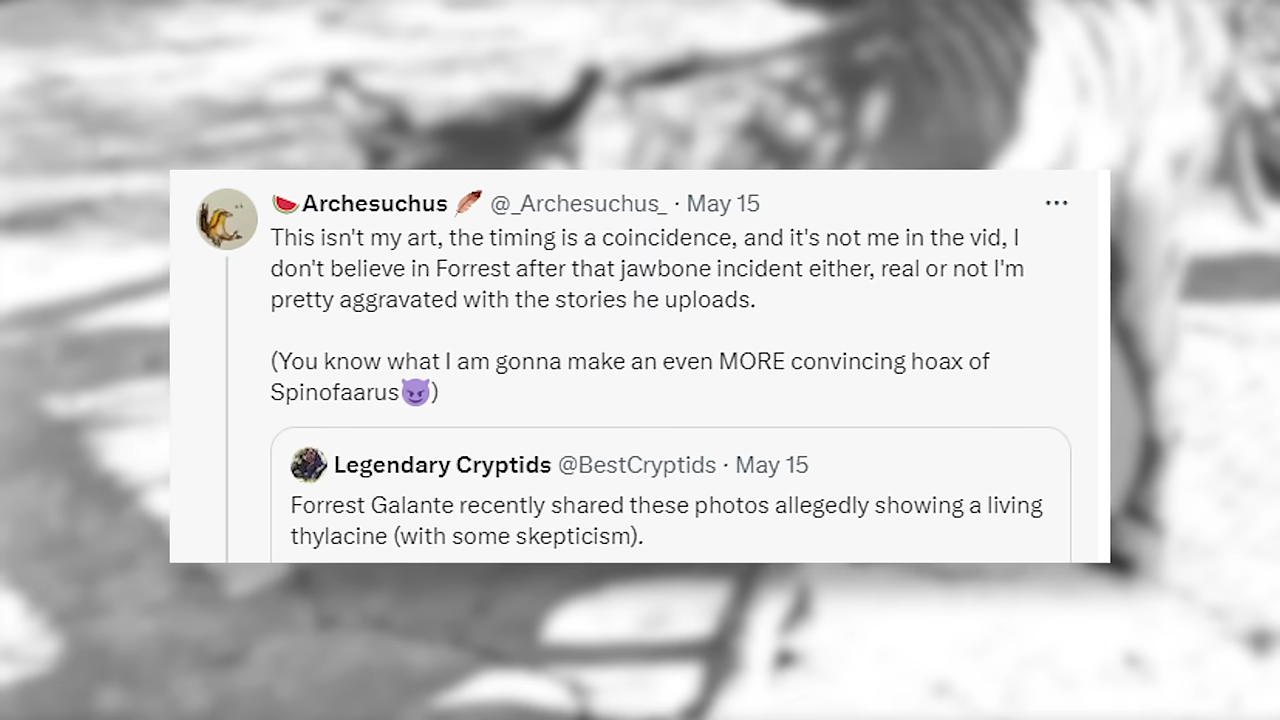 🍉Archesuchus 🪶 @_Archesuchus_ · May 15 ...
This isn't my art, the timing is a coincidence, and it's not me in the vid, I
don't believe in Forrest after that jawbone incident either, real or not I'm
pretty aggravated with the stories he uploads.
(You know what I am gonna make an even MORE convincing hoax of
Spinofaarus😈)
Legendary Cryptids @BestCryptids · May 15
Forrest Galante recently shared these photos allegedly showing a living
thylacine (with some skepticism).